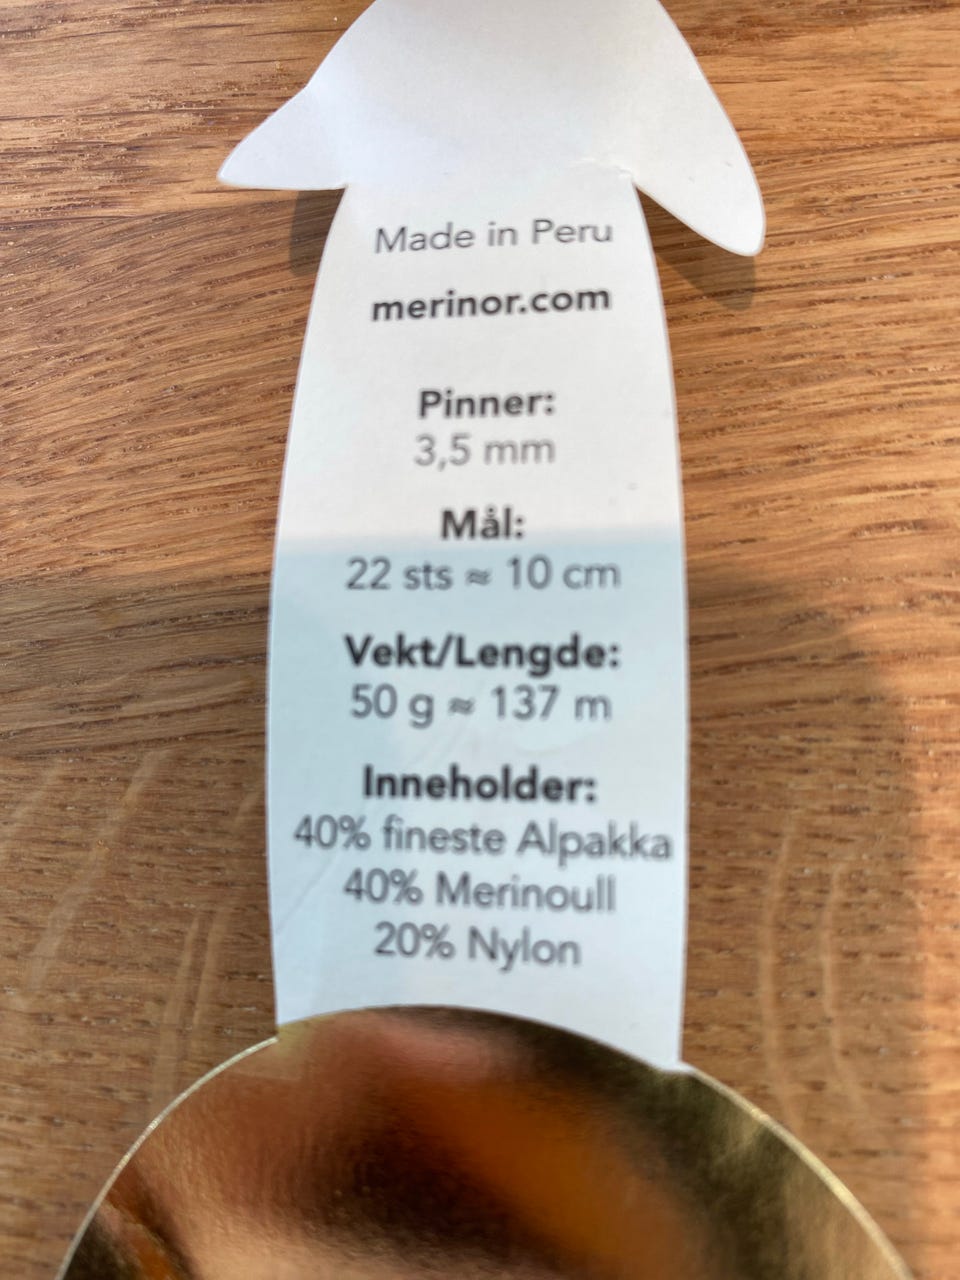 Made in Peru
merinor.com
Pinner:
3,5 mm
Mål:
22 sts ≈ 10 cm
Vekt/Lengde:
50 g ≈ 137 m
Inneholder:
40% fineste Alpakka
40% Merinoull
20% Nylon